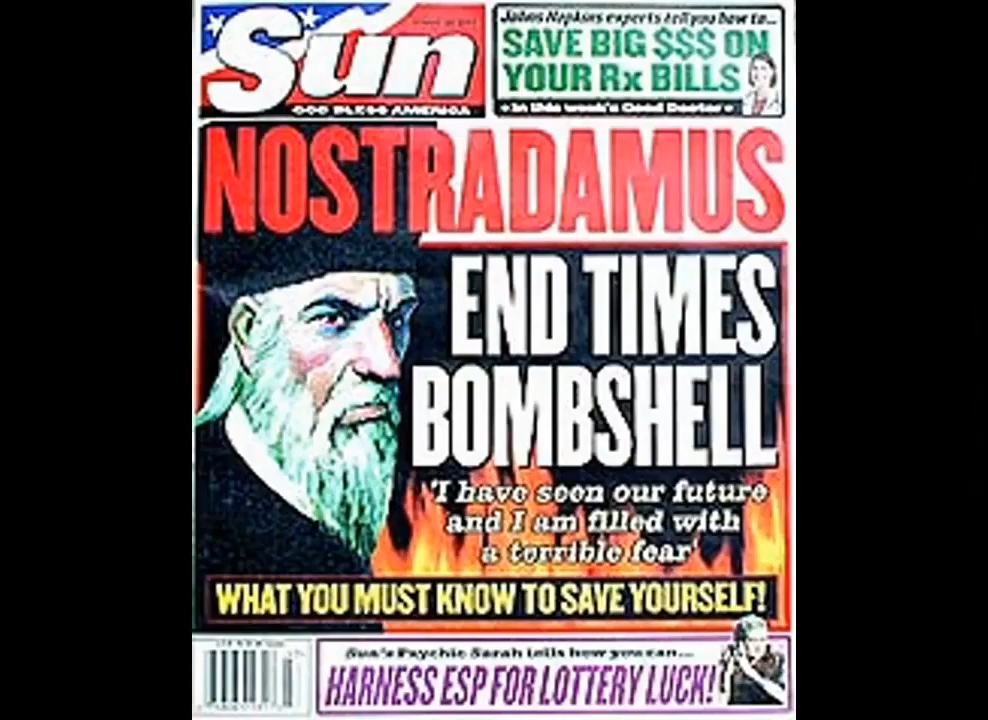 Sun
GOD BLESS AMERICA
Johns Hopkins experts tell you how to...
SAVE BIG $$$ ON
YOUR Rx BILLS
• In this week's Good Doctor •
NOSTRADAMUS
END TIMES
BOMBSHELL
'I have seen our future
and I am filled with
a terrible fear'
WHAT YOU MUST KNOW TO SAVE YOURSELF!
Sun's Psychic Sarah tells how you can...
HARNESS ESP FOR LOTTERY LUCK!